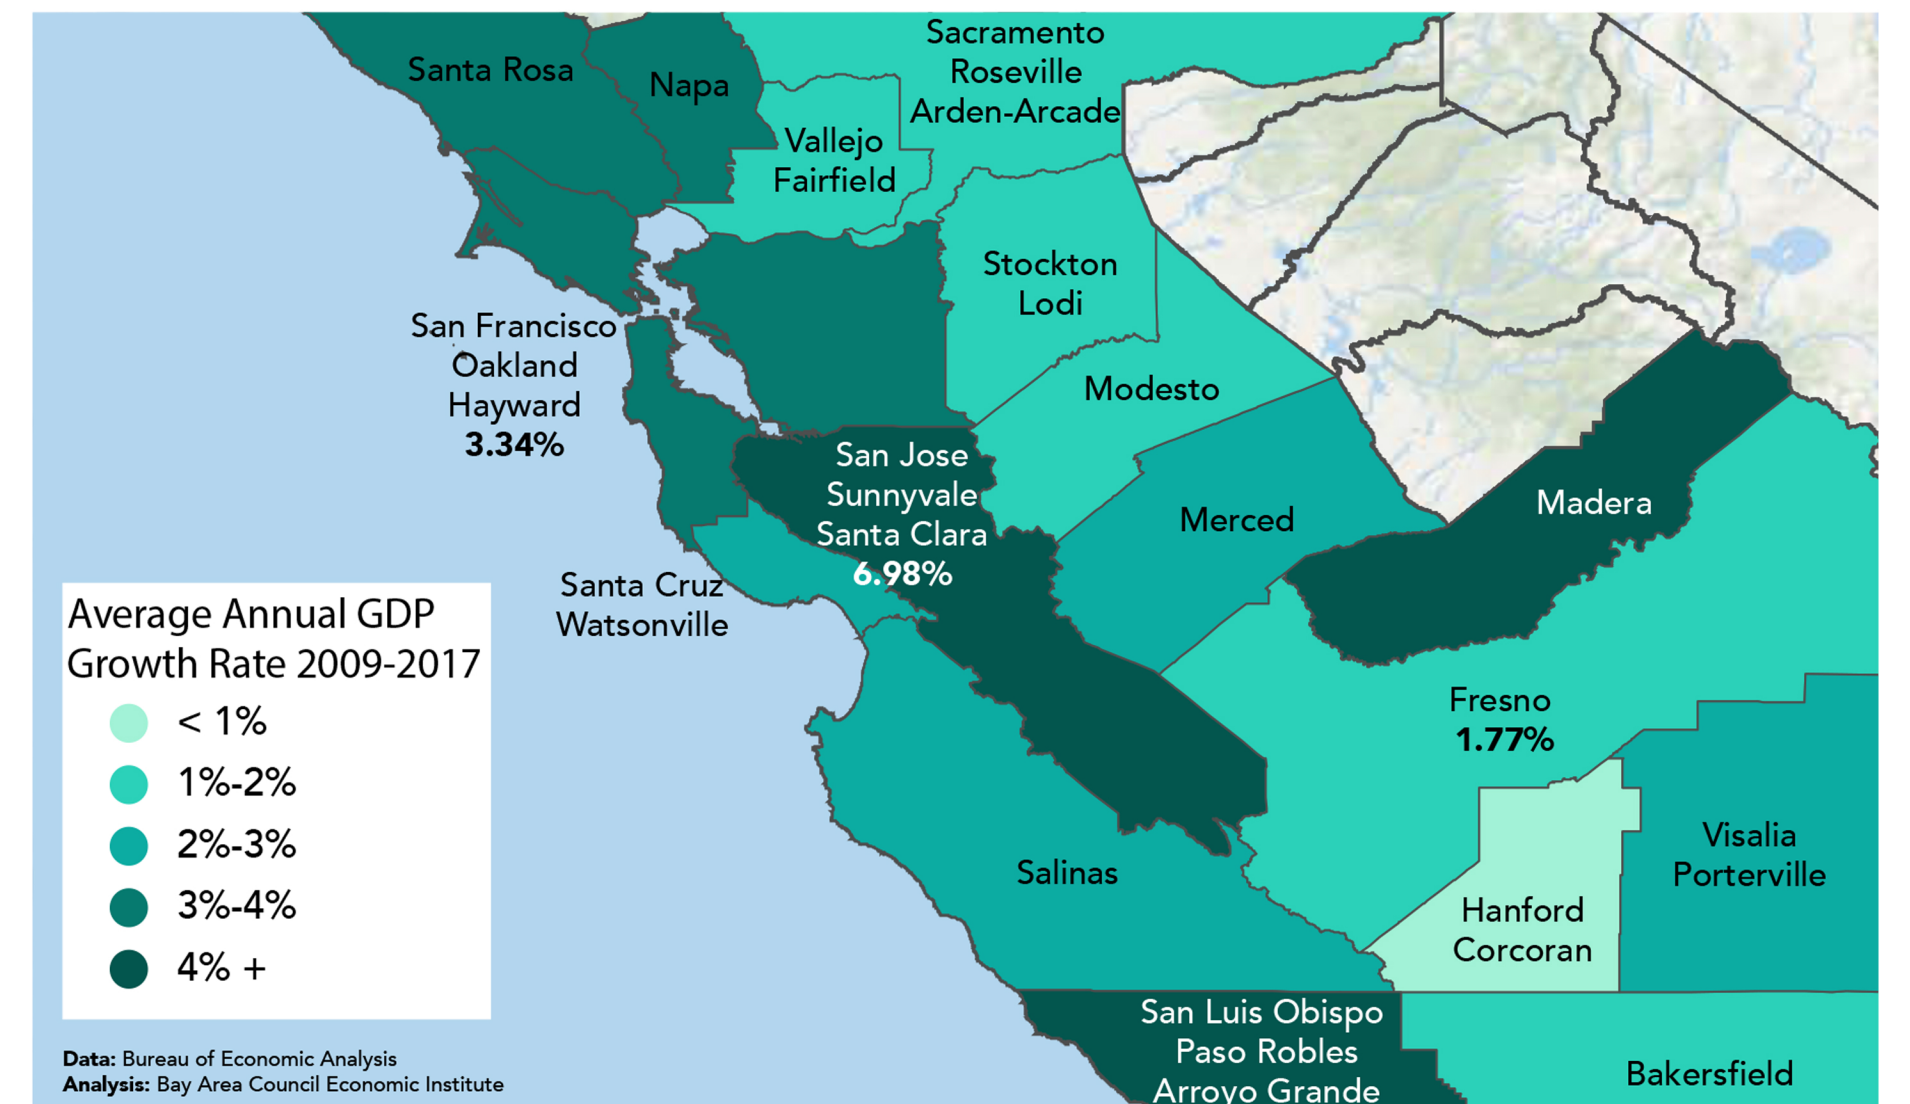 Santa Rosa
Napa
Sacramento
Roseville
Arden-Arcade
Vallejo
Fairfield
Stockton
Lodi
San Francisco
Oakland
Hayward
3.34%
Modesto
San Jose
Sunnyvale
Santa Clara
6.98%
Merced
Madera
Santa Cruz
Watsonville
Fresno
1.77%
Salinas
Hanford
Corcoran
Visalia
Porterville
San Luis Obispo
Paso Robles
Arroyo Grande
Bakersfield
Average Annual GDP
Growth Rate 2009-2017
< 1%
1%-2%
2%-3%
3%-4%
4% +
Data: Bureau of Economic Analysis
Analysis: Bay Area Council Economic Institute